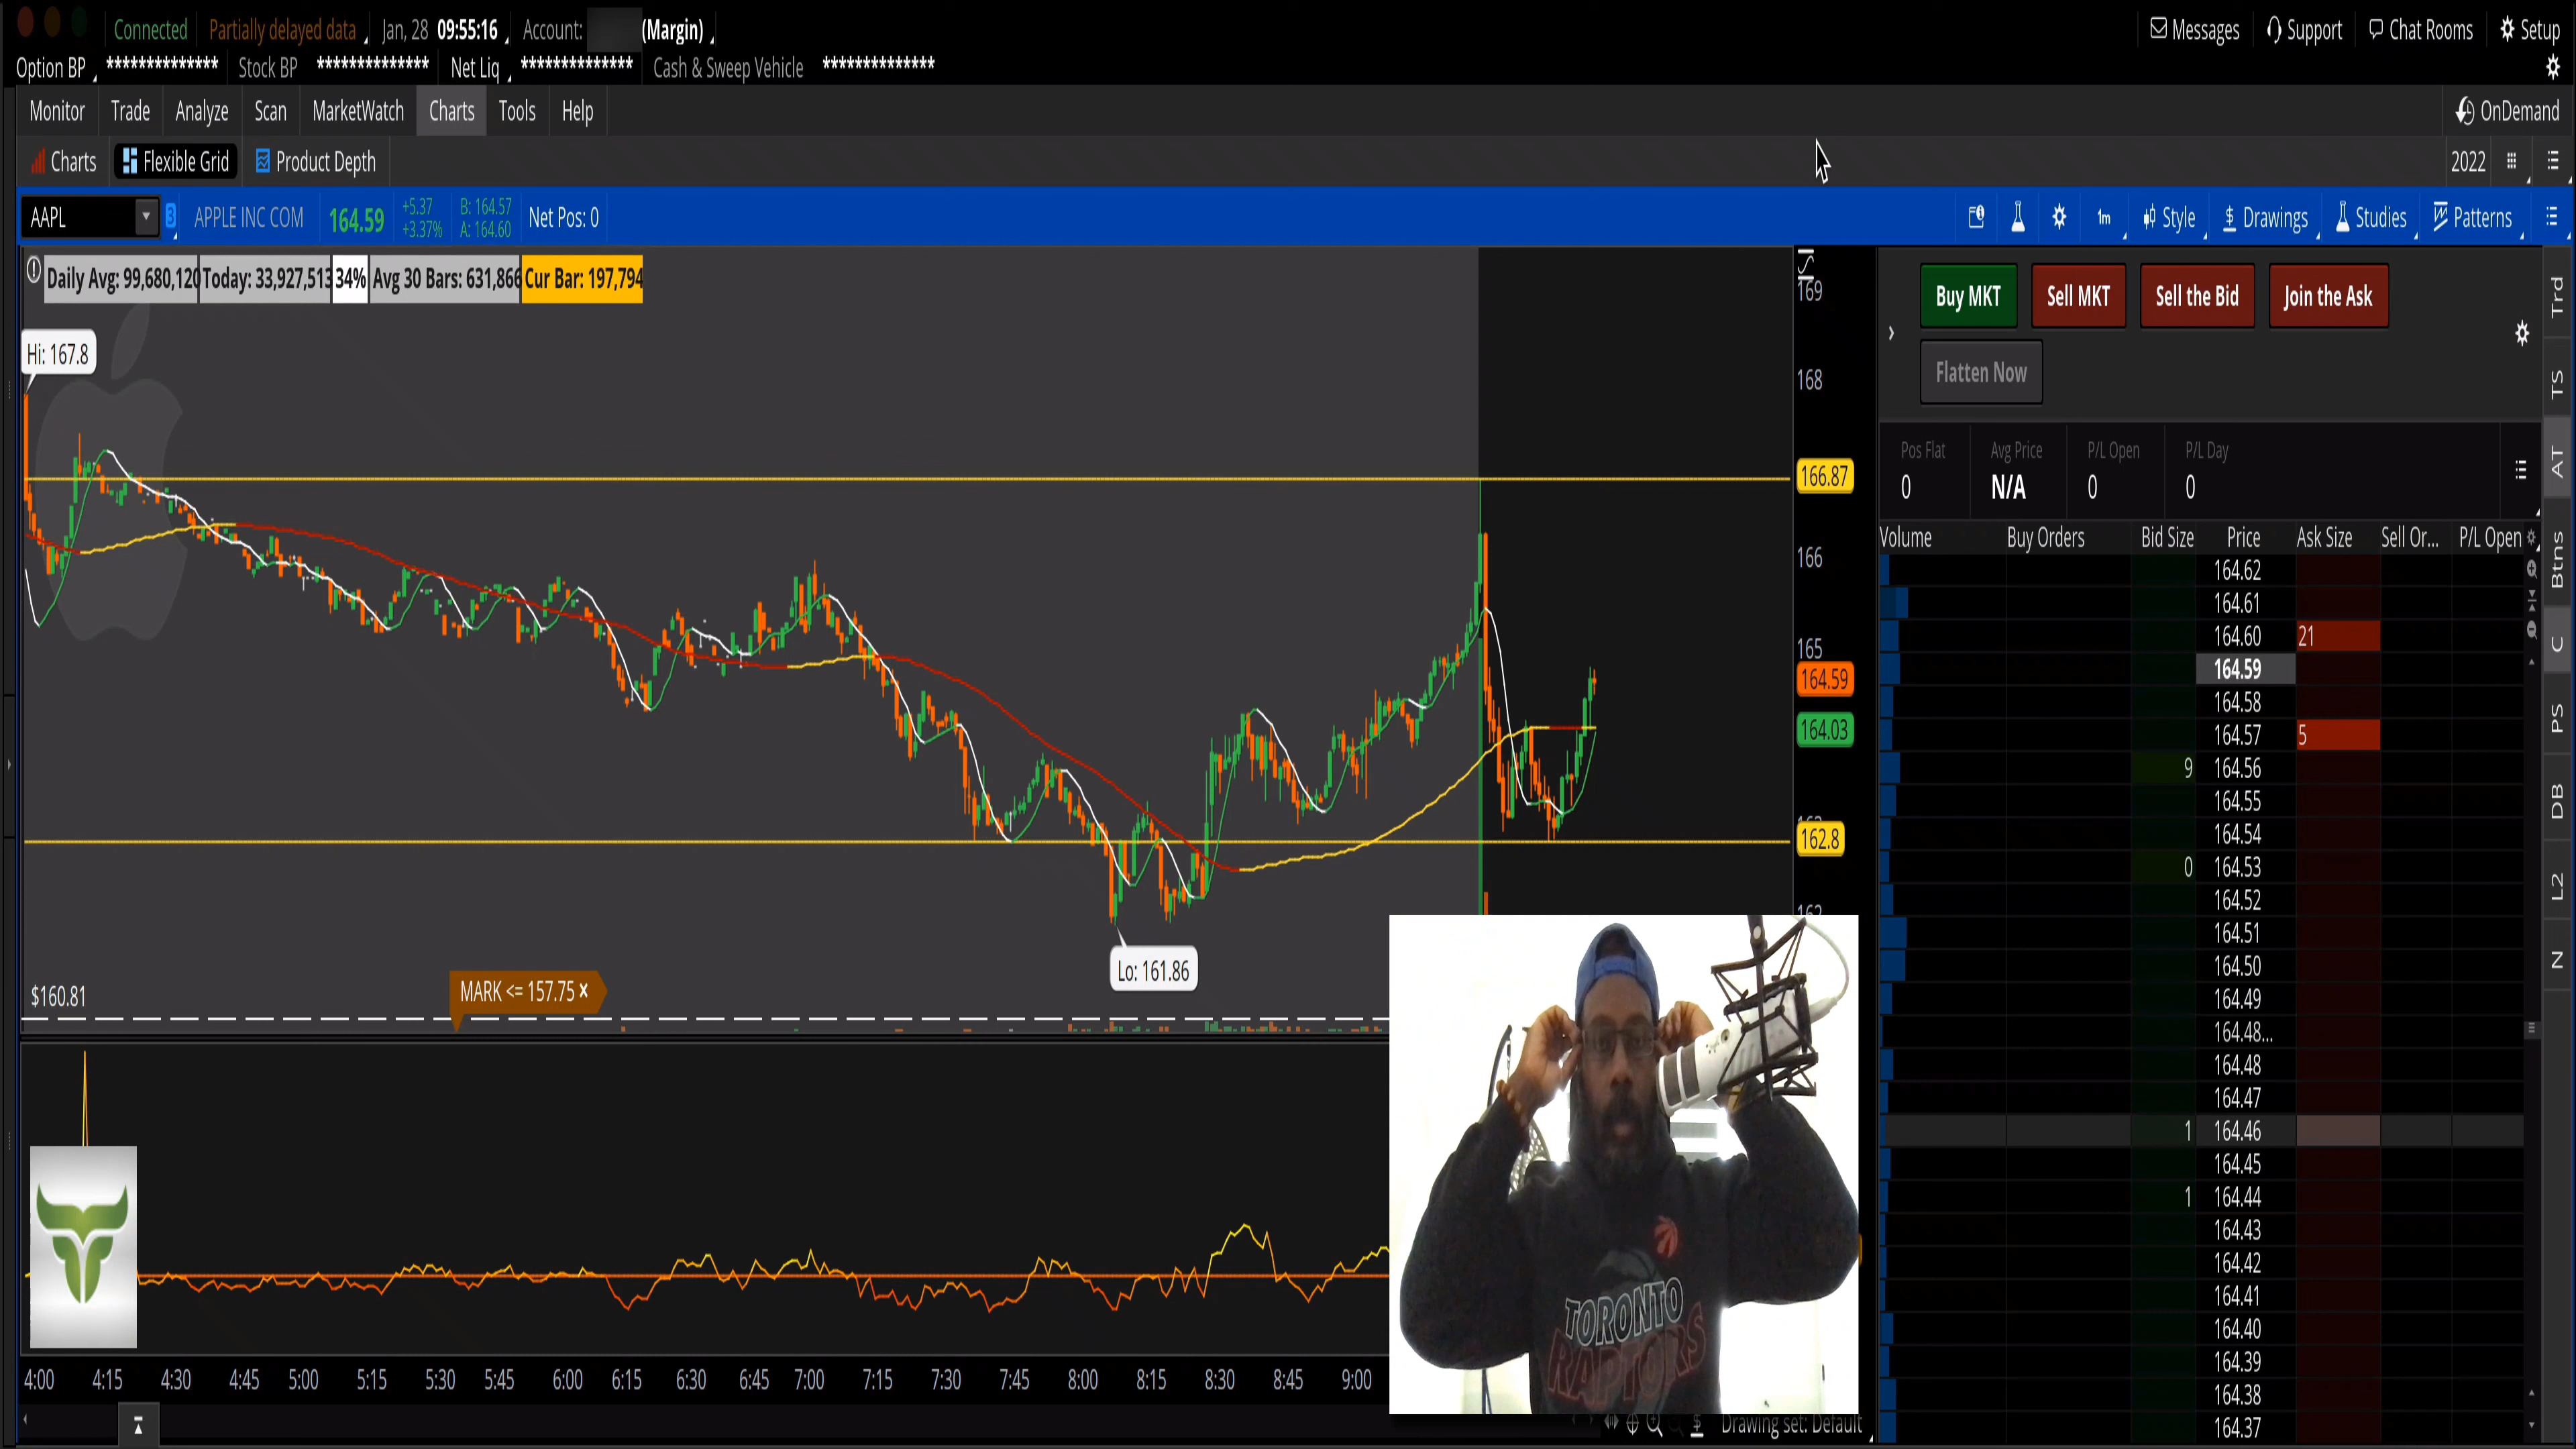 Connected Partially delayed data Jan, 28 09:55:16 Account: (Margin) Messages Support Chat Rooms Setup
Option BP ************** Stock BP ************** Net Liq ************** Cash & Sweep Vehicle **************
Monitor Trade Analyze Scan MarketWatch Charts Tools Help OnDemand
Charts Flexible Grid Product Depth 2022
AAPL 3 APPLE INC COM 164.59 +5.37 B: 164.57 Net Pos: 0 1m Style Drawings Studies Patterns
+3.37% A: 164.60
Daily Avg: 99,680,120 Today: 33,927,513 34% Avg 30 Bars: 631,866 Cur Bar: 197,794
Hi: 167.8
169
168
166.87
166
165
164.59
164.03
162.8
Lo: 161.86
$160.81
MARK <= 157.75 ×
TORONTO
RAPTORS
4:00 4:15 4:30 4:45 5:00 5:15 5:30 5:45 6:00 6:15 6:30 6:45 7:00 7:15 7:30 7:45 8:00 8:15 8:30 8:45 9:00
Drawing set: Default
Buy MKT Sell MKT Sell the Bid Join the Ask
Flatten Now
Pos Flat Avg Price P/L Open P/L Day
0 N/A 0 0
Volume Buy Orders Bid Size Price Ask Size Sell Or... P/L Open
164.62
164.61
164.60 21
164.59
164.58
164.57 5
9 164.56
164.55
164.54
0 164.53
164.52
164.51
164.50
164.49
164.48...
164.48
164.47
1 164.46
164.45
1 164.44
164.43
164.42
164.41
164.40
164.39
164.38
164.37
Trd
TS
AT
Btns
C
PS
DB
L2
N